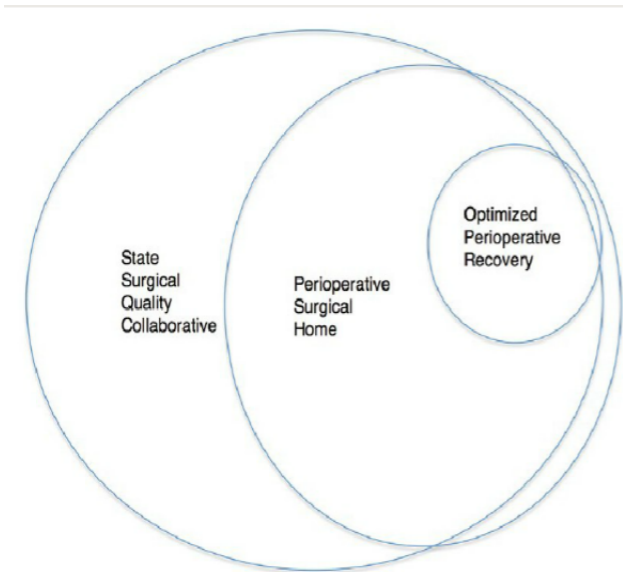 State
Surgical
Quality
Collaborative
Perioperative
Surgical
Home
Optimized
Perioperative
Recovery